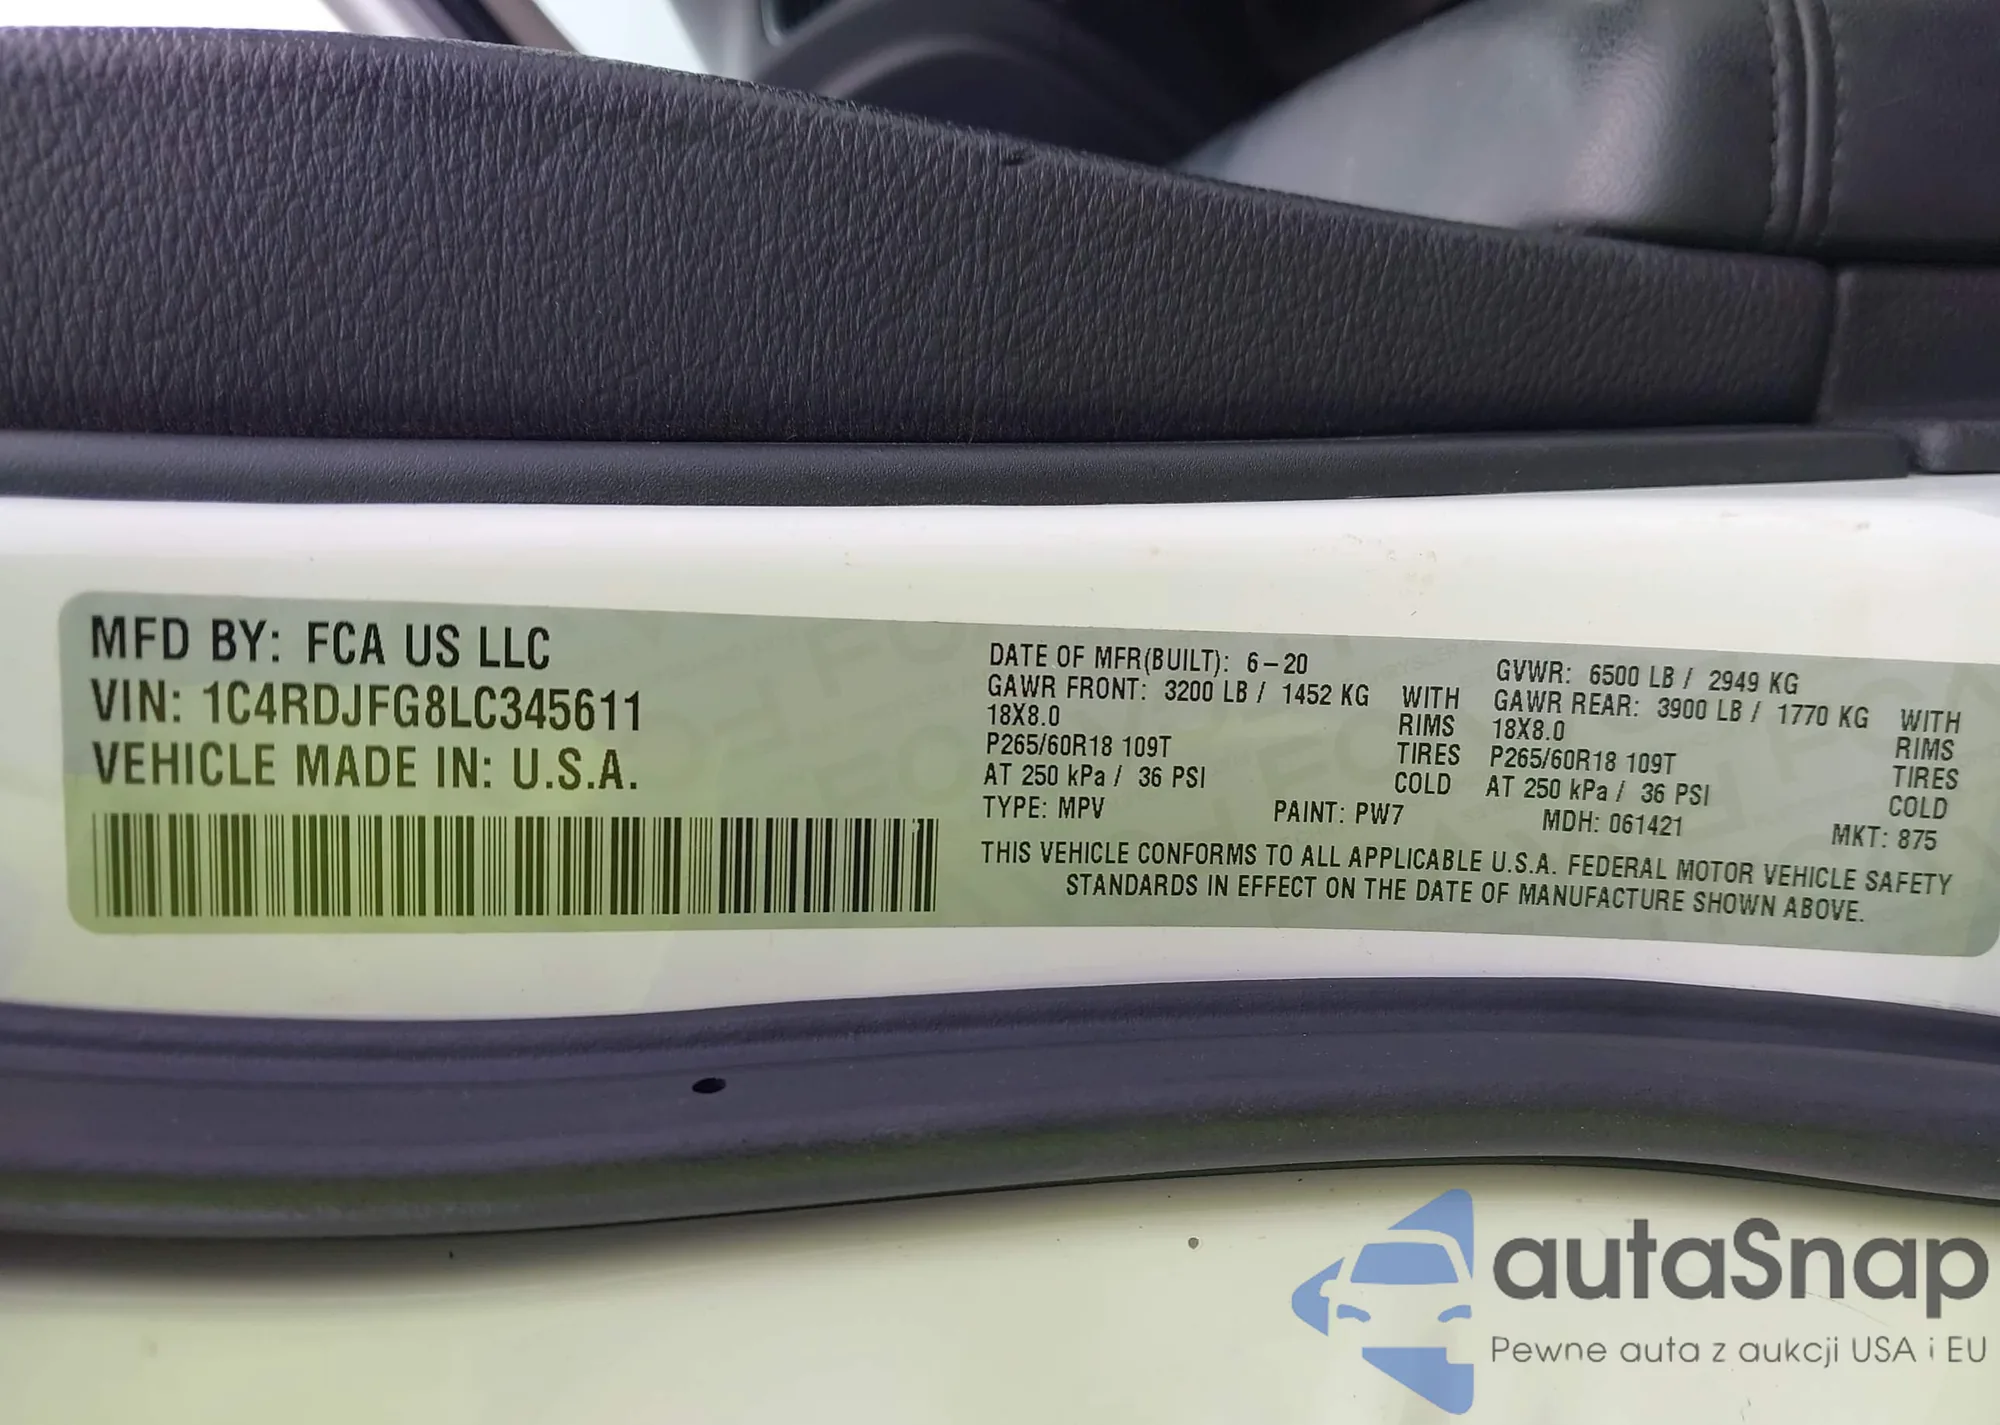 MFD BY: FCA US LLC
VIN: 1C4RDJFG8LC345611
VEHICLE MADE IN: U.S.A.
DATE OF MFR(BUILT): 6-20
GAWR FRONT: 3200 LB / 1452 KG WITH
18X8.0 RIMS
P265/60R18 109T TIRES
AT 250 kPa / 36 PSI COLD
GVWR: 6500 LB / 2949 KG
GAWR REAR: 3900 LB / 1770 KG WITH
18X8.0 RIMS
P265/60R18 109T TIRES
AT 250 kPa / 36 PSI COLD
TYPE: MPV PAINT: PW7 MDH: 061421 MKT: 875
THIS VEHICLE CONFORMS TO ALL APPLICABLE U.S.A. FEDERAL MOTOR VEHICLE SAFETY
STANDARDS IN EFFECT ON THE DATE OF MANUFACTURE SHOWN ABOVE.
autaSnap
Pewne auta z aukcji USA i EU